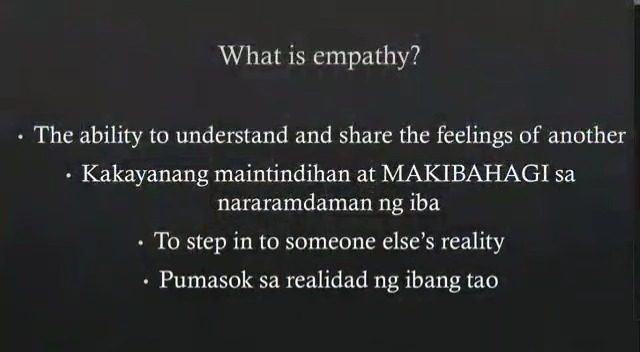 What is empathy?
• The ability to understand and share the feelings of another
• Kakayanang maintindihan at MAKIBAHAGI sa
nararamdaman ng iba
• To step in to someone else's reality
• Pumasok sa realidad ng ibang tao